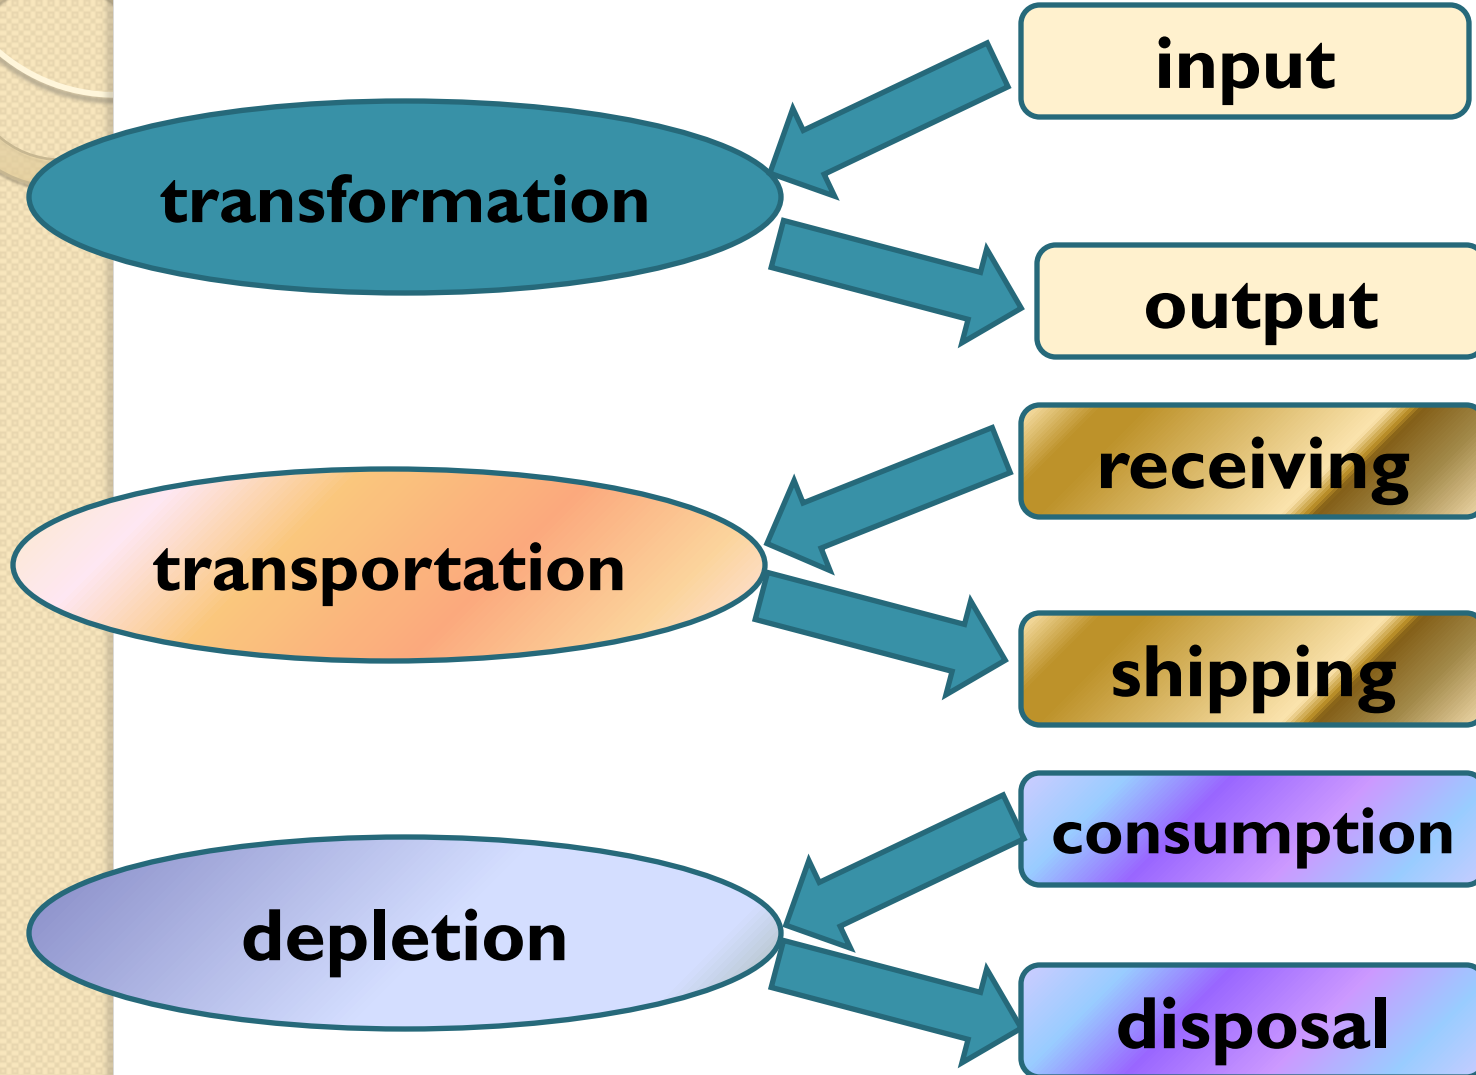 input
transformation
output
receiving
transportation
shipping
consumption
depletion
disposal